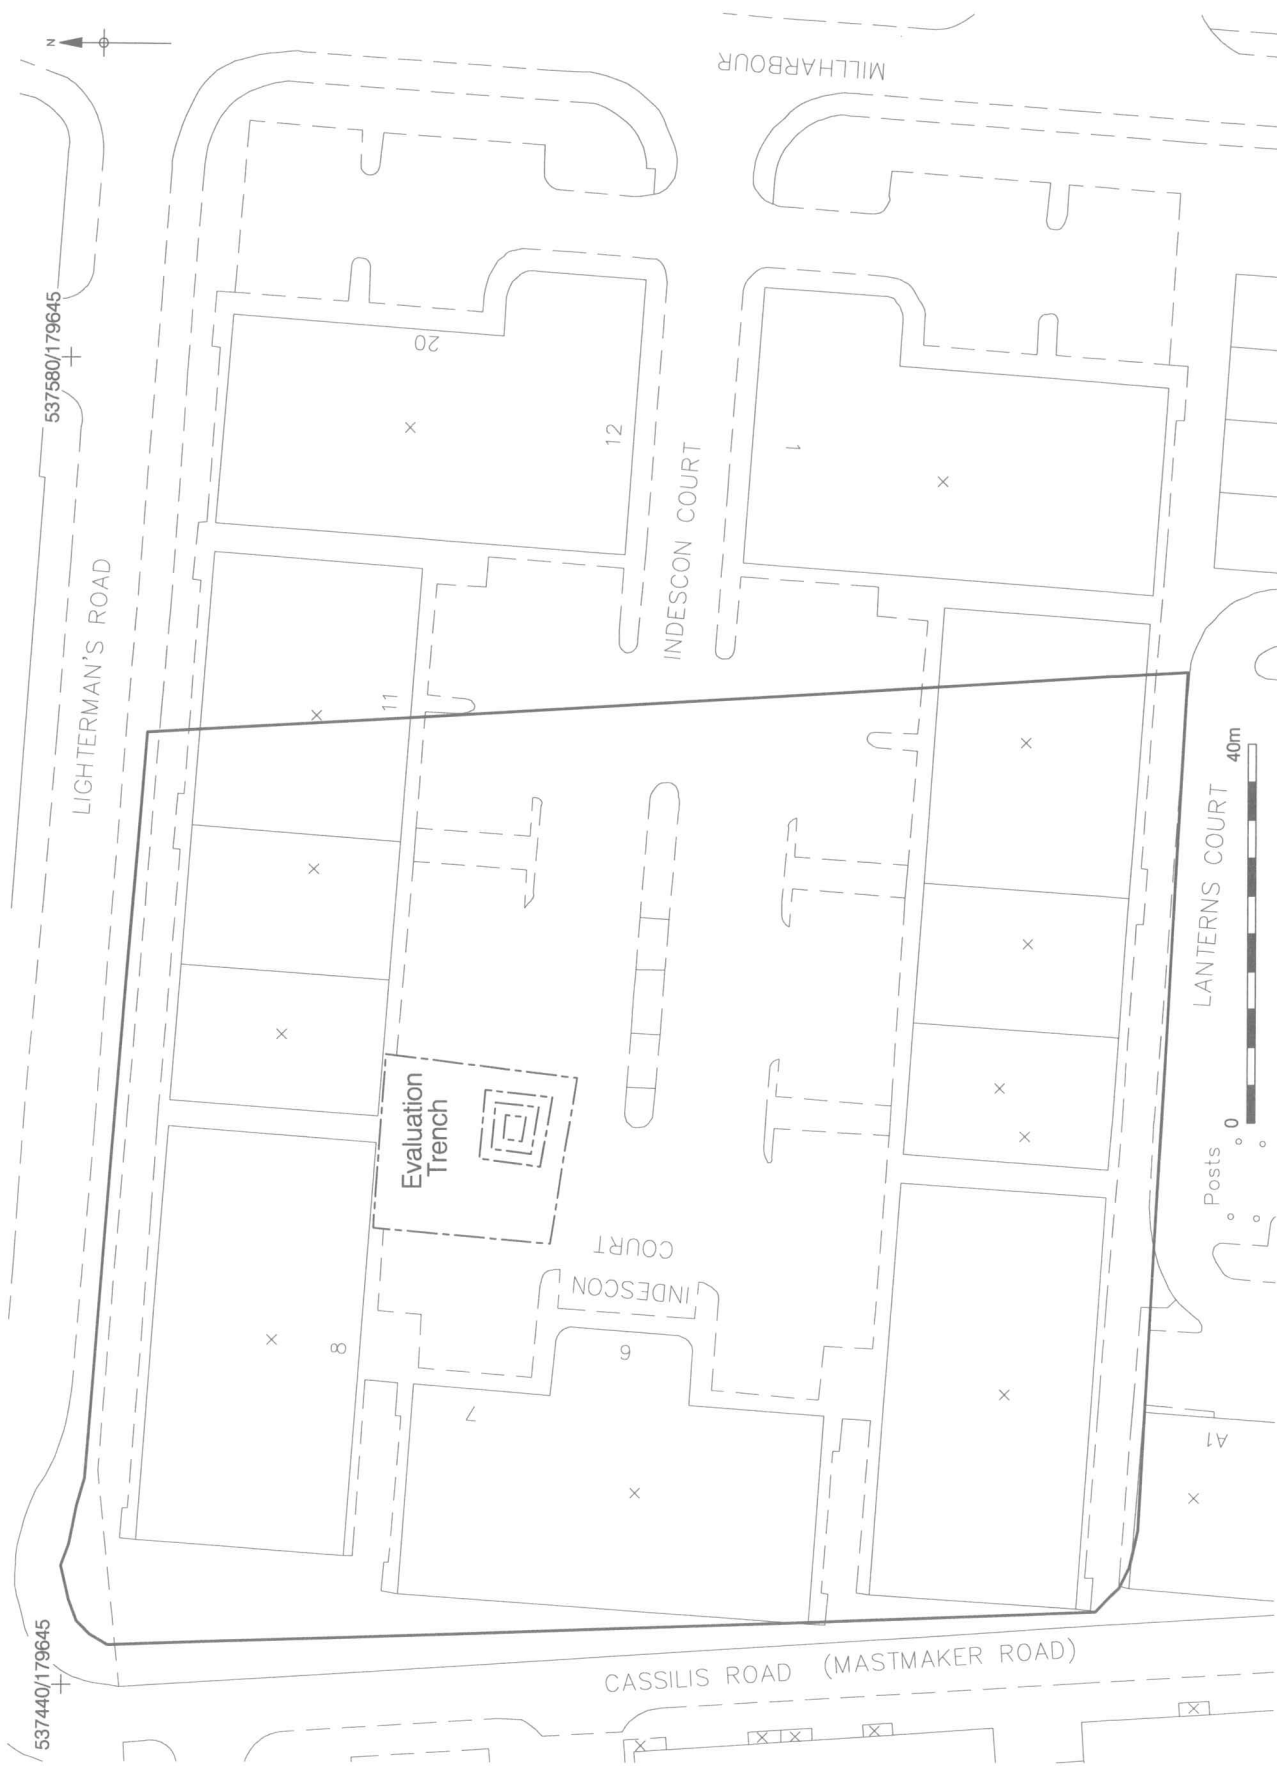 N
MILLHARBOUR
537580/179645
20
12
1
INDESCON COURT
LIGHTERMAN'S ROAD
11
40m
LANTERNS COURT
0
Posts
Evaluation
Trench
INDESCON
COURT
8
6
7
A1
537440/179645
CASSILIS ROAD (MASTMAKER ROAD)